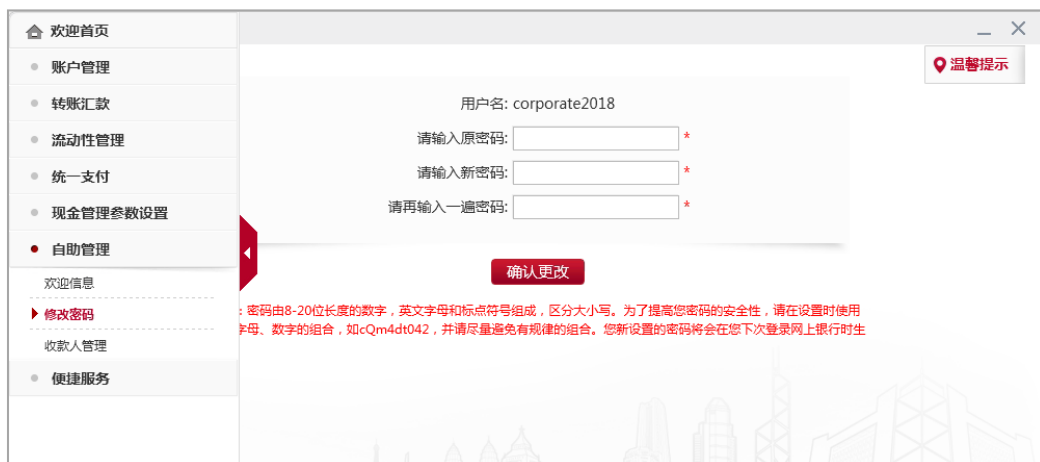 欢迎首页
账户管理
转账汇款
流动性管理
统一支付
现金管理参数设置
自助管理
欢迎信息
修改密码
收款人管理
便捷服务
温馨提示
用户名: corporate2018
请输入原密码: *
请输入新密码: *
请再输入一遍密码: *
确认更改
: 密码由8-20位长度的数字，英文字母和标点符号组成，区分大小写。为了提高您密码的安全性，请在设置时使用
字母、数字的组合，如cQm4dt042，并请尽量避免有规律的组合。您新设置的密码将会在您下次登录网上银行时生